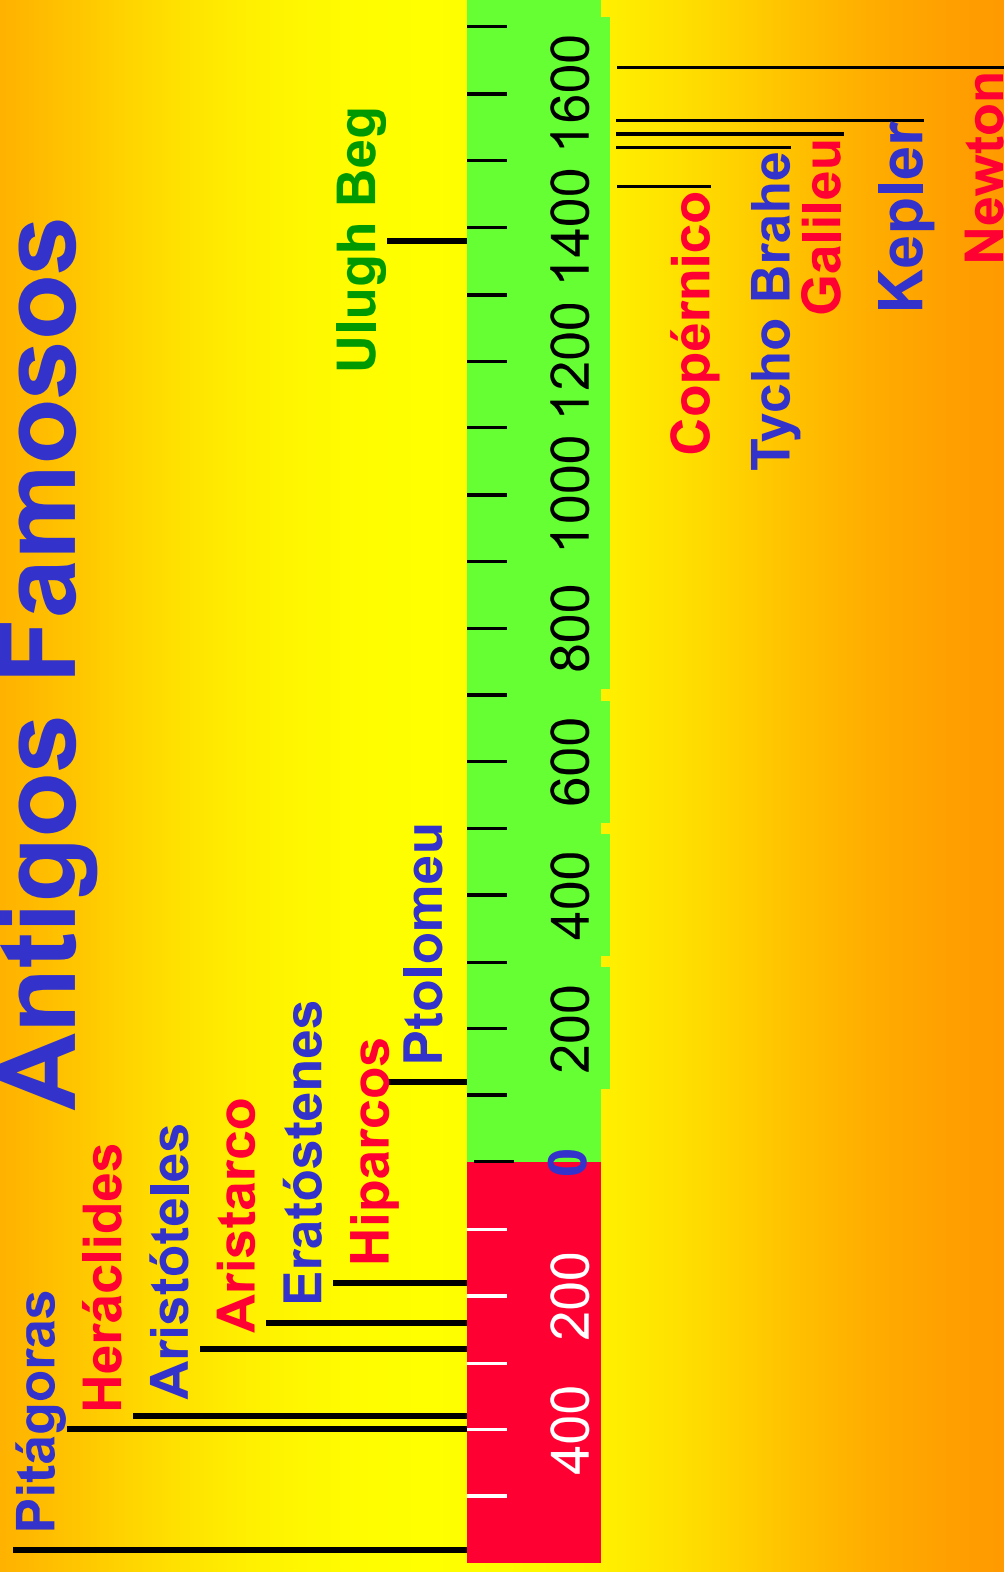 Antigos Famosos
Pitágoras
Heráclides
Aristóteles
Aristarco
Eratóstenes
Hiparcos
Ptolomeu
Ulugh Beg
400 200 0 200 400 600 800 1000 1200 1400 1600
Copérnico
Tycho Brahe
Galileu
Kepler
Newton